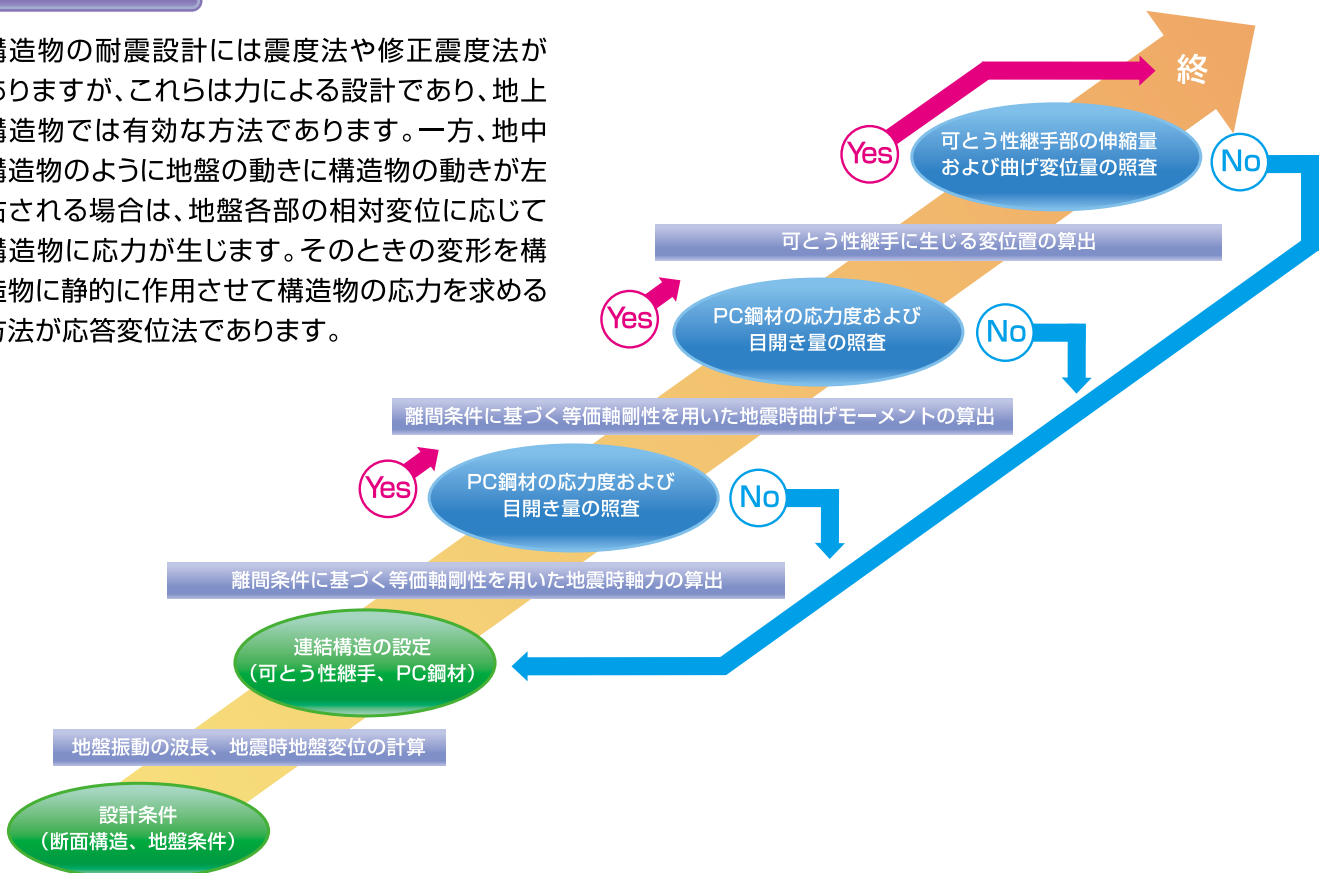 造物の耐震設計には震度法や修正震度法が
りますが、これらは力による設計であり、地上
造物では有効な方法であります。一方、地中
造物のように地盤の動きに構造物の動きが左
される場合は、地盤各部の相対変位に応じて
造物に応力が生じます。そのときの変形を構
物に静的に作用させて構造物の応力を求める
法が応答変位法であります。
終
Yes
可とう性継手部の伸縮量
および曲げ変位量の照査
No
可とう性継手に生じる変位置の算出
Yes
PC鋼材の応力度および
目開き量の照査
No
離間条件に基づく等価軸剛性を用いた地震時曲げモーメントの算出
Yes
PC鋼材の応力度および
目開き量の照査
No
離間条件に基づく等価軸剛性を用いた地震時軸力の算出
連結構造の設定
（可とう性継手、PC鋼材）
地盤振動の波長、地震時地盤変位の計算
設計条件
（断面構造、地盤条件）